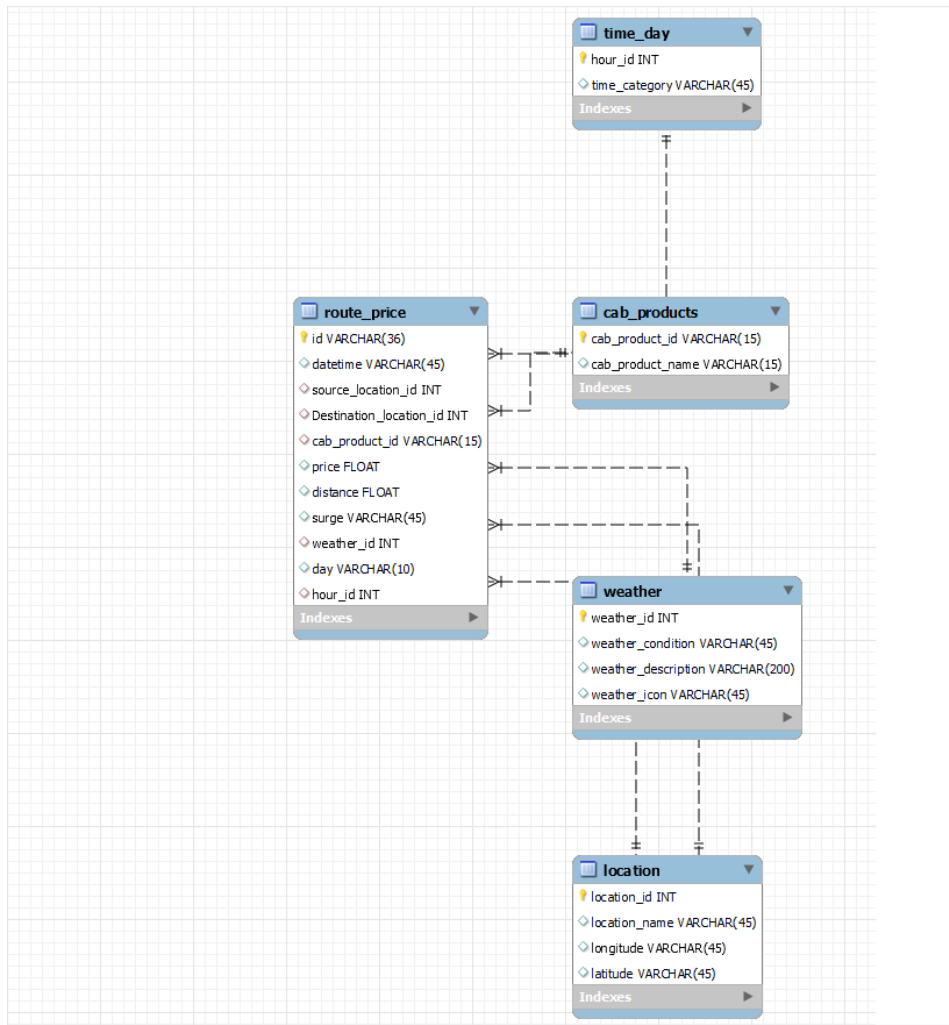 time_day
hour_id INT
time_category VARCHAR(45)
Indexes
route_price
id VARCHAR(36)
datetime VARCHAR(45)
source_location_id INT
Destination_location_id INT
cab_product_id VARCHAR(15)
price FLOAT
distance FLOAT
surge VARCHAR(45)
weather_id INT
day VARCHAR(10)
hour_id INT
Indexes
cab_products
cab_product_id VARCHAR(15)
cab_product_name VARCHAR(15)
Indexes
weather
weather_id INT
weather_condition VARCHAR(45)
weather_description VARCHAR(200)
weather_icon VARCHAR(45)
Indexes
location
location_id INT
location_name VARCHAR(45)
longitude VARCHAR(45)
latitude VARCHAR(45)
Indexes